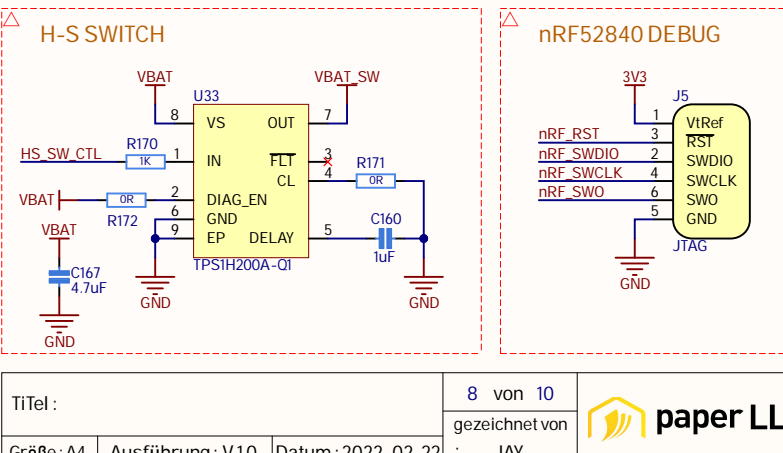 H-S SWITCH
VBAT
VBAT_SW
U33
8 VS OUT 7
HS_SW_CTL R170 1K 1 IN FLT 3
R171
0R
CL 4
VBAT 0R 2 DIAG_EN
R172
6 GND
9 EP DELAY 5
C160
1uF
TPS1H200A-Q1
VBAT
C167
4.7uF
GND
GND
GND
nRF52840 DEBUG
3V3
J5
1 VtRef
nRF_RST 3 RST
nRF_SWDIO 2 SWDIO
nRF_SWCLK 4 SWCLK
nRF_SWO 6 SWO
5 GND
JTAG
GND
TiTel :
8 von 10
gezeichnet von
: JAY
Größe : A4 Ausführung : V1.0 Datum : 2022-02-22
paper LL